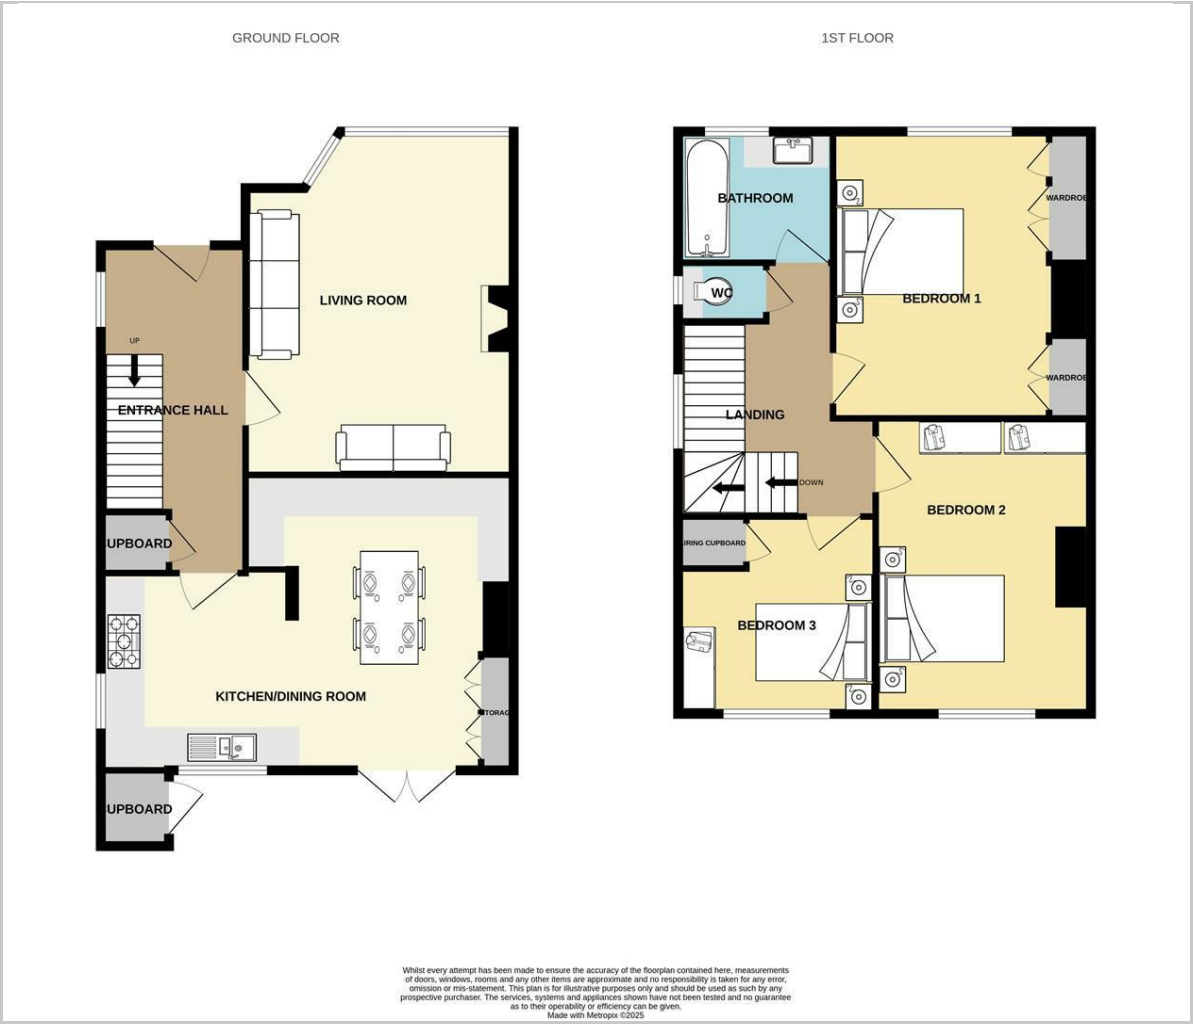 GROUND FLOOR
1ST FLOOR
BATHROOM
WARDROBE
WC
BEDROOM 1
LIVING ROOM
UP
WARDROBE
ENTRANCE HALL
LANDING
DOWN
BEDROOM 2
CUPBOARD
AIRING CUPBOARD
BEDROOM 3
KITCHEN/DINING ROOM
STORAGE
CUPBOARD
Whilst every attempt has been made to ensure the accuracy of the floorplan contained here, measurements
of doors, windows, rooms and any other items are approximate and no responsibility is taken for any error,
omission or mis-statement. This plan is for illustrative purposes only and should be used as such by any
prospective purchaser. The services, systems and appliances shown have not been tested and no guarantee
as to their operability or efficiency can be given.
Made with Metropix ©2025